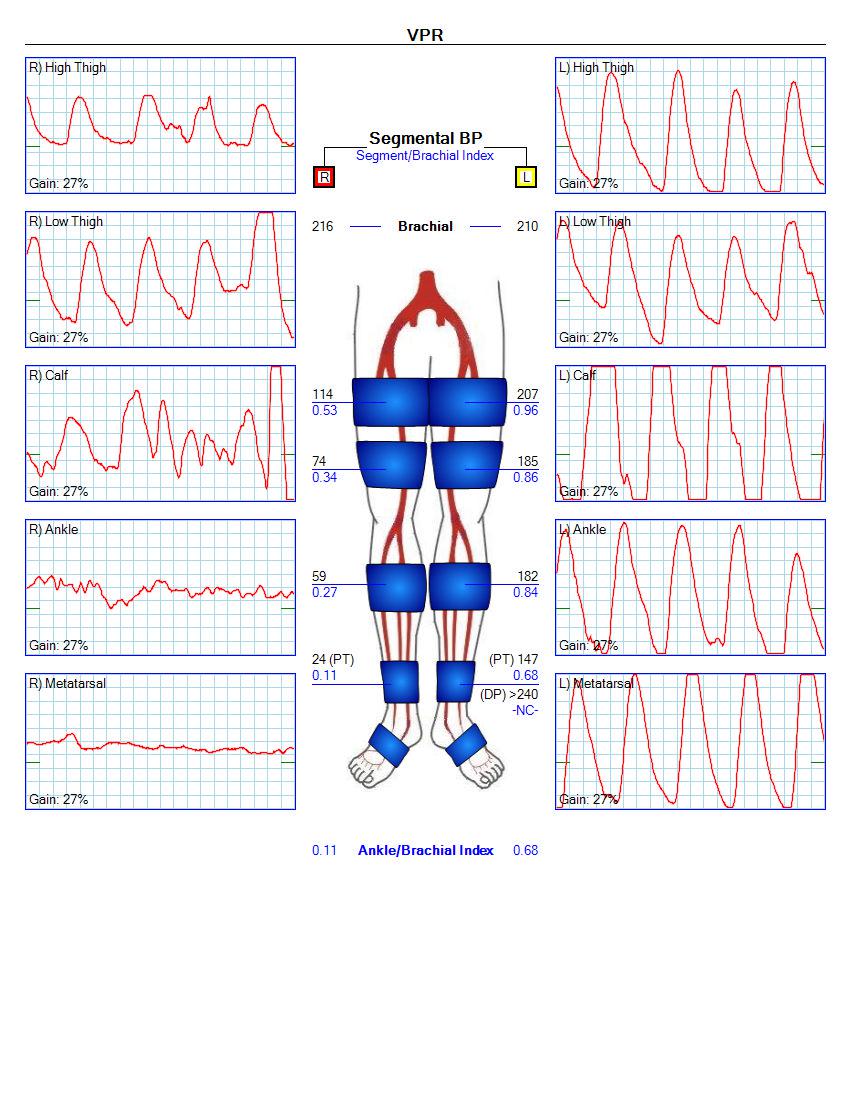 VPR
R) High Thigh
Gain: 27%
R) Low Thigh
Gain: 27%
R) Calf
Gain: 27%
R) Ankle
Gain: 27%
R) Metatarsal
Gain: 27%
Segmental BP
Segment/Brachial Index
R L
216 Brachial 210
114 207
0.53 0.96
74 185
0.34 0.86
59 182
0.27 0.84
24 (PT) (PT) 147
0.11 0.68
(DP) >240
-NC-
0.11 Ankle/Brachial Index 0.68
L) High Thigh
Gain: 27%
L) Low Thigh
Gain: 27%
L) Calf
Gain: 27%
L) Ankle
Gain: 27%
L) Metatarsal
Gain: 27%